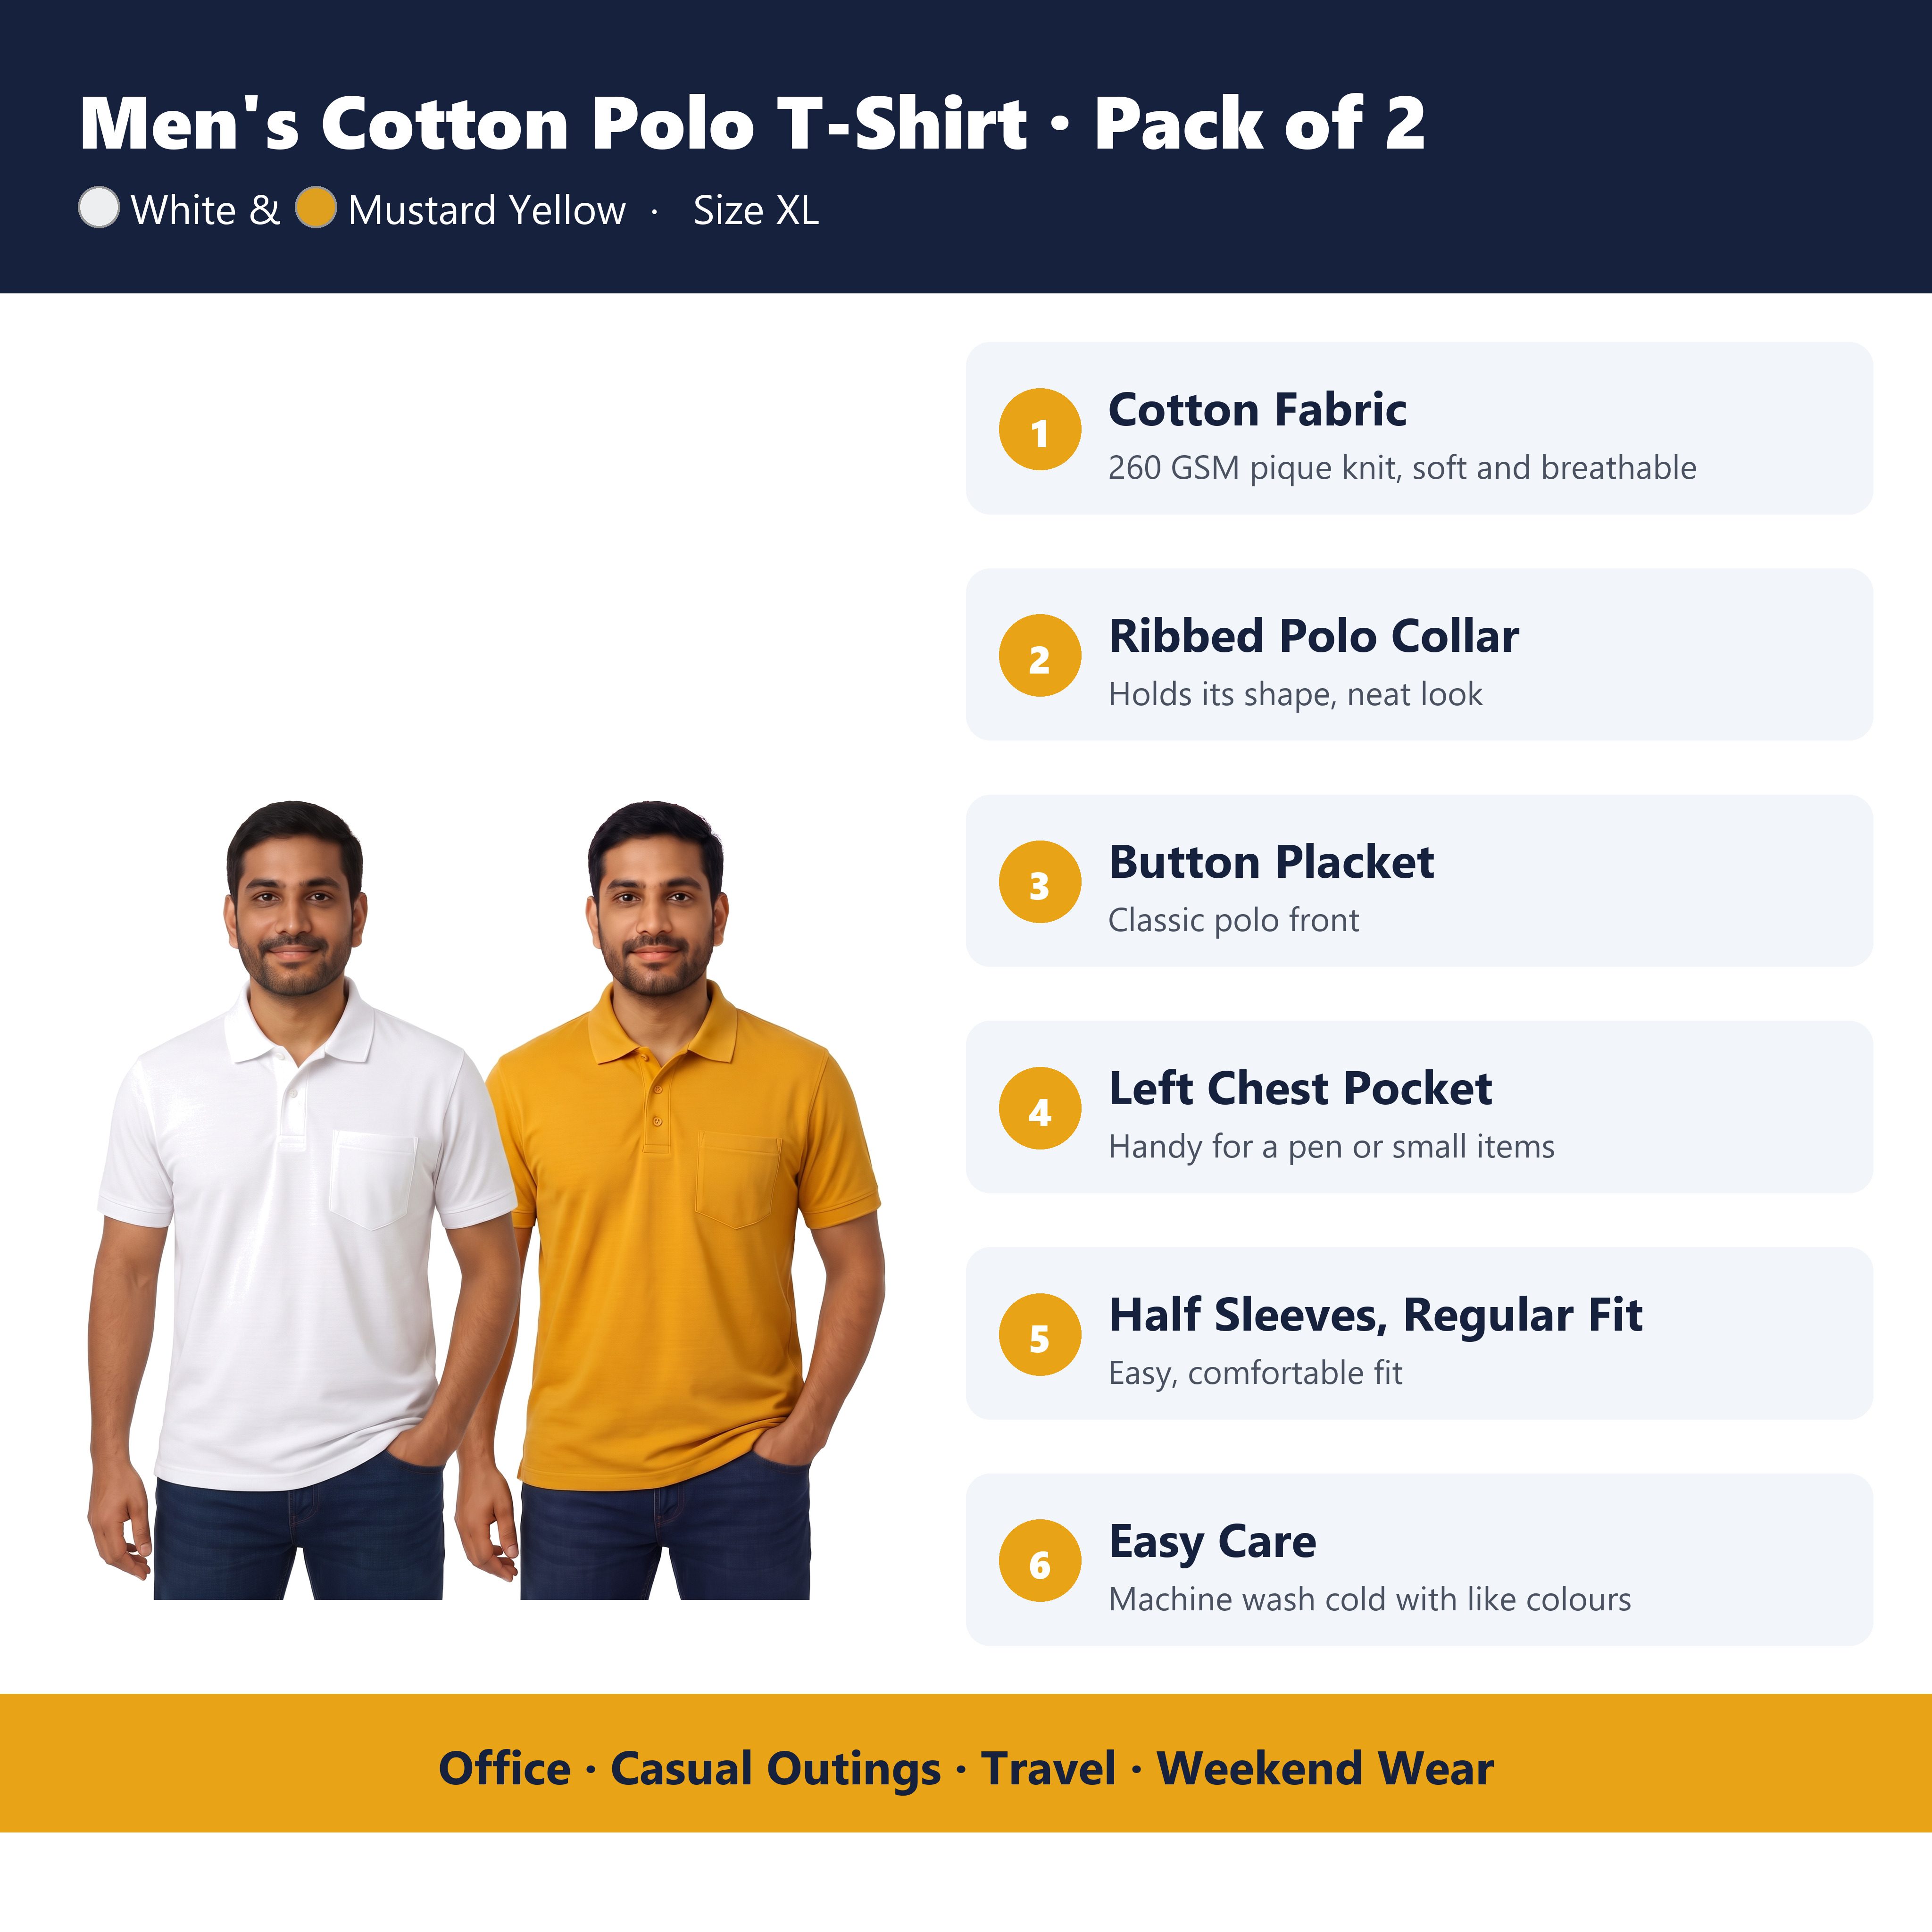 Men's Cotton Polo T-Shirt · Pack of 2
White & Mustard Yellow · Size XL
1
Cotton Fabric
260 GSM pique knit, soft and breathable
2
Ribbed Polo Collar
Holds its shape, neat look
3
Button Placket
Classic polo front
4
Left Chest Pocket
Handy for a pen or small items
5
Half Sleeves, Regular Fit
Easy, comfortable fit
6
Easy Care
Machine wash cold with like colours
Office · Casual Outings · Travel · Weekend Wear